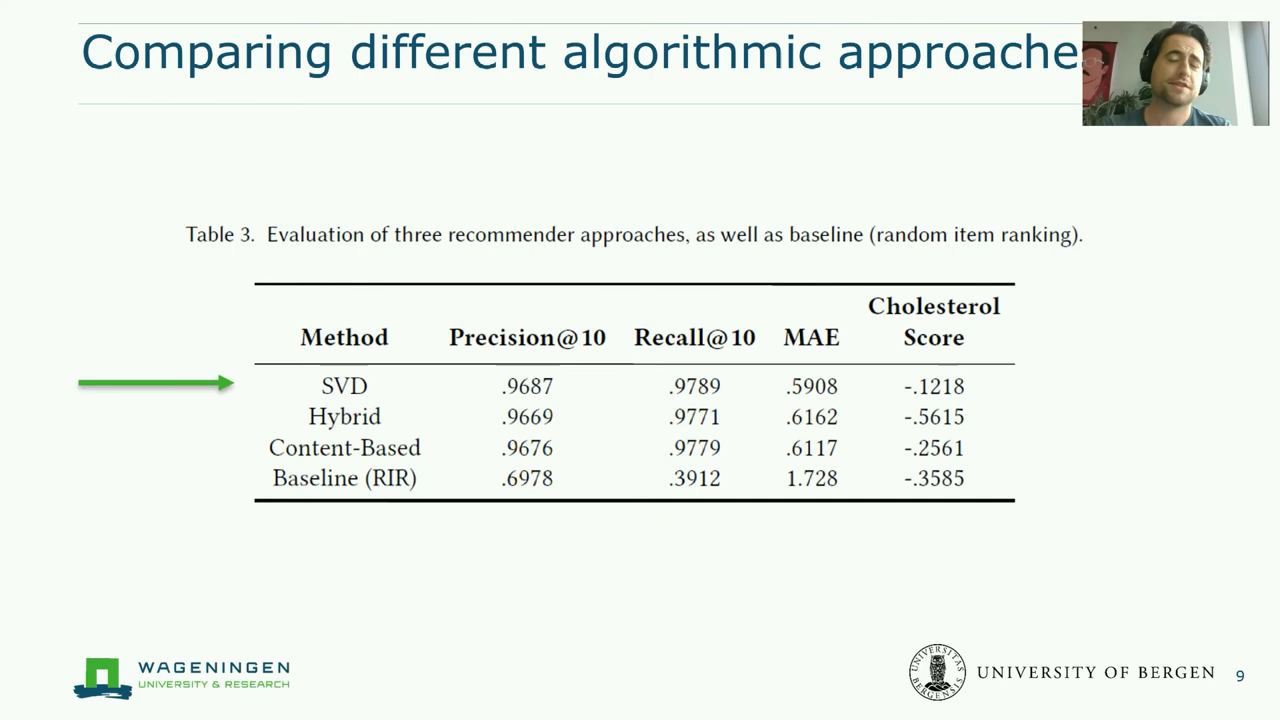 Comparing different algorithmic approache
Table 3. Evaluation of three recommender approaches, as well as baseline (random item ranking).
Method Precision@10 Recall@10 MAE Cholesterol Score
SVD .9687 .9789 .5908 -.1218
Hybrid .9669 .9771 .6162 -.5615
Content-Based .9676 .9779 .6117 -.2561
Baseline (RIR) .6978 .3912 1.728 -.3585
WAGENINGEN
UNIVERSITY & RESEARCH
UNIVERSITAS BERGENSIS
UNIVERSITY OF BERGEN
9